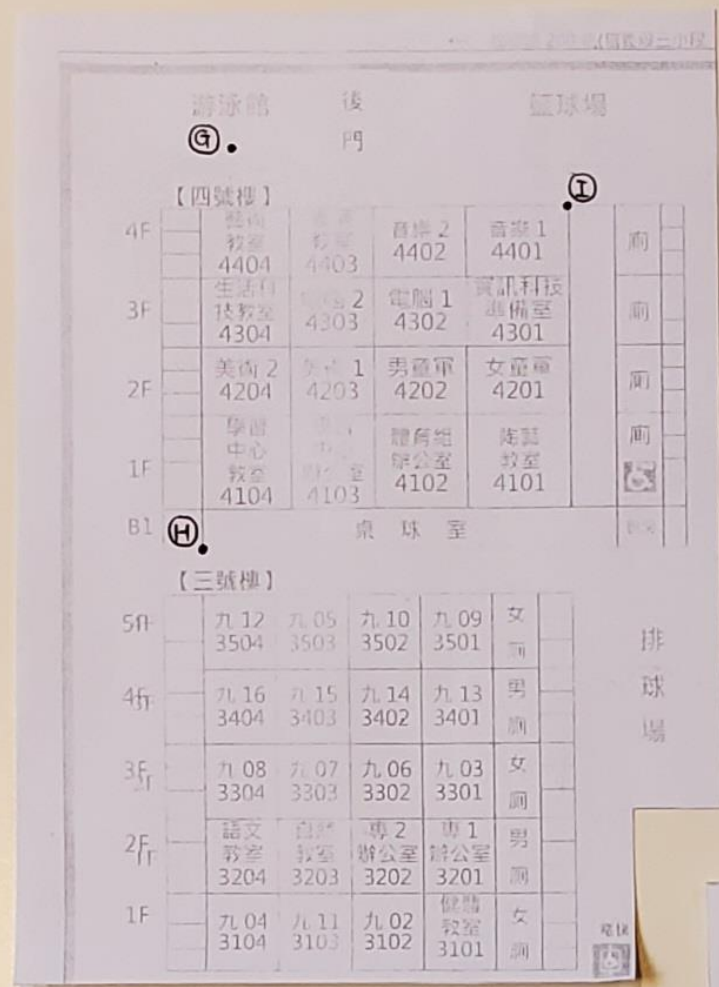 游泳館 後 籃球場
Ⓖ 門
【四號樓】 Ⓘ
4F 藝術教室 4404 教室 4403 音樂 2 4402 音樂 1 4401 廁
3F 生活科技教室 4304 電腦 2 4303 電腦 1 4302 資訊科技準備室 4301 廁
2F 美術 2 4204 美術 1 4203 男童軍 4202 女童軍 4201 廁
1F 學習中心教室 4104 4103 體育組辦公室 4102 陶藝教室 4101 廁
B1 Ⓗ 桌球室
【三號樓】
5F 九 12 3504 九 05 3503 九 10 3502 九 09 3501 女廁
4F 九 16 3404 九 15 3403 九 14 3402 九 13 3401 男廁
3F 九 08 3304 九 07 3303 九 06 3302 九 03 3301 女廁
2F 語文教室 3204 自然教室 3203 專 2 辦公室 3202 專 1 辦公室 3201 男廁
1F 九 04 3104 九 11 3103 九 02 3102 健體教室 3101 女廁
排球場